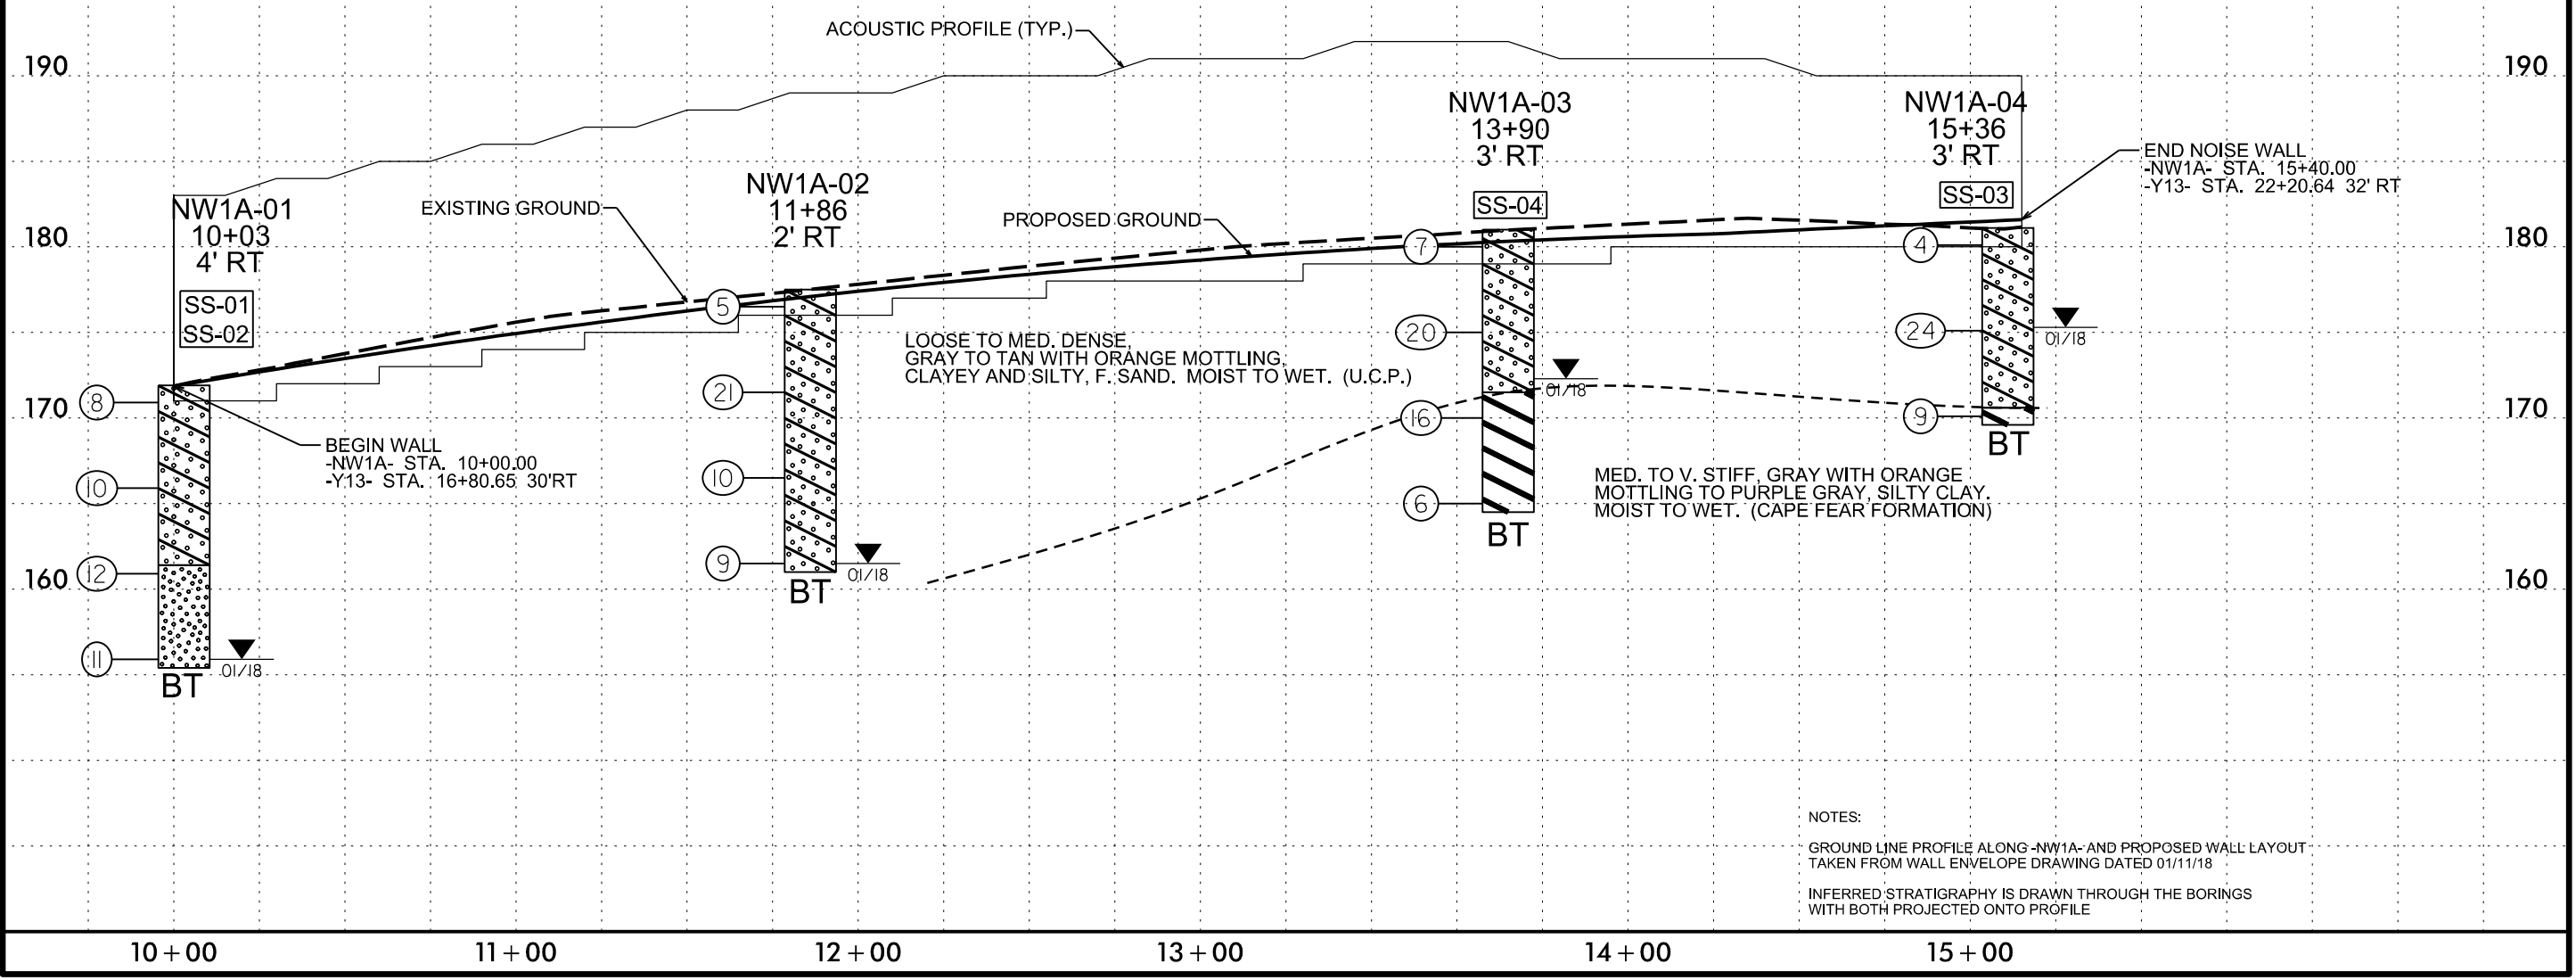 ACOUSTIC PROFILE (TYP.)
190
190
NW1A-03
13+90
3' RT
NW1A-04
15+36
3' RT
END NOISE WALL
-NW1A- STA. 15+40.00
-Y13- STA. 22+20.64 32' RT
NW1A-02
11+86
2' RT
SS-04
SS-03
NW1A-01
10+03
4' RT
EXISTING GROUND
PROPOSED GROUND
180
180
7
4
SS-01
SS-02
5
20
24
01/18
LOOSE TO MED. DENSE,
GRAY TO TAN WITH ORANGE MOTTLING,
CLAYEY AND SILTY, F. SAND. MOIST TO WET. (U.C.P.)
01/18
170
8
21
16
9
170
BT
BEGIN WALL
-NW1A- STA. 10+00.00
-Y13- STA. 16+80.65 30'RT
10
10
6
MED. TO V. STIFF, GRAY WITH ORANGE
MOTTLING TO PURPLE GRAY, SILTY CLAY.
MOIST TO WET. (CAPE FEAR FORMATION)
BT
160
12
9
01/18
160
BT
11
01/18
BT
NOTES:
GROUND LINE PROFILE ALONG -NW1A- AND PROPOSED WALL LAYOUT
TAKEN FROM WALL ENVELOPE DRAWING DATED 01/11/18
INFERRED STRATIGRAPHY IS DRAWN THROUGH THE BORINGS
WITH BOTH PROJECTED ONTO PROFILE
10+00
11+00
12+00
13+00
14+00
15+00